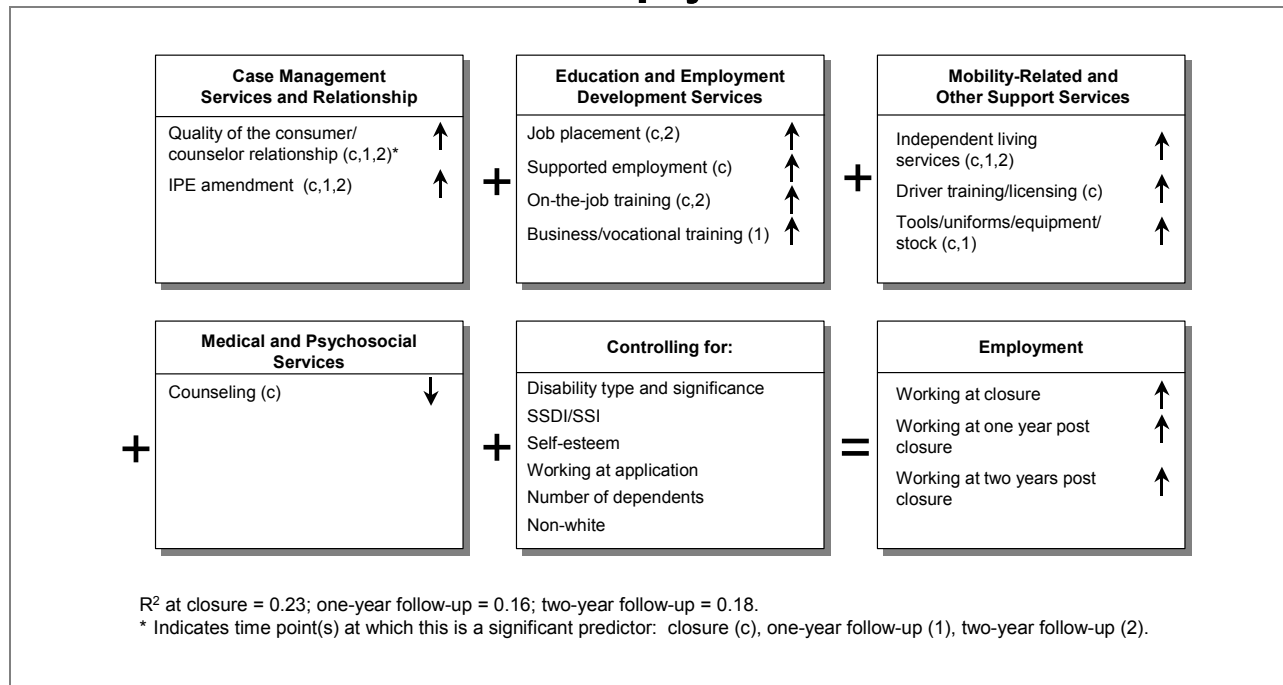 Case Management
Services and Relationship
Quality of the consumer/
counselor relationship (c,1,2)*
IPE amendment (c,1,2)
+
Education and Employment
Development Services
Job placement (c,2)
Supported employment (c)
On-the-job training (c,2)
Business/vocational training (1)
+
Mobility-Related and
Other Support Services
Independent living
services (c,1,2)
Driver training/licensing (c)
Tools/uniforms/equipment/
stock (c,1)
+
Medical and Psychosocial
Services
Counseling (c)
+
Controlling for:
Disability type and significance
SSDI/SSI
Self-esteem
Working at application
Number of dependents
Non-white
=
Employment
Working at closure
Working at one year post
closure
Working at two years post
closure
R² at closure = 0.23; one-year follow-up = 0.16; two-year follow-up = 0.18.
* Indicates time point(s) at which this is a significant predictor: closure (c), one-year follow-up (1), two-year follow-up (2).